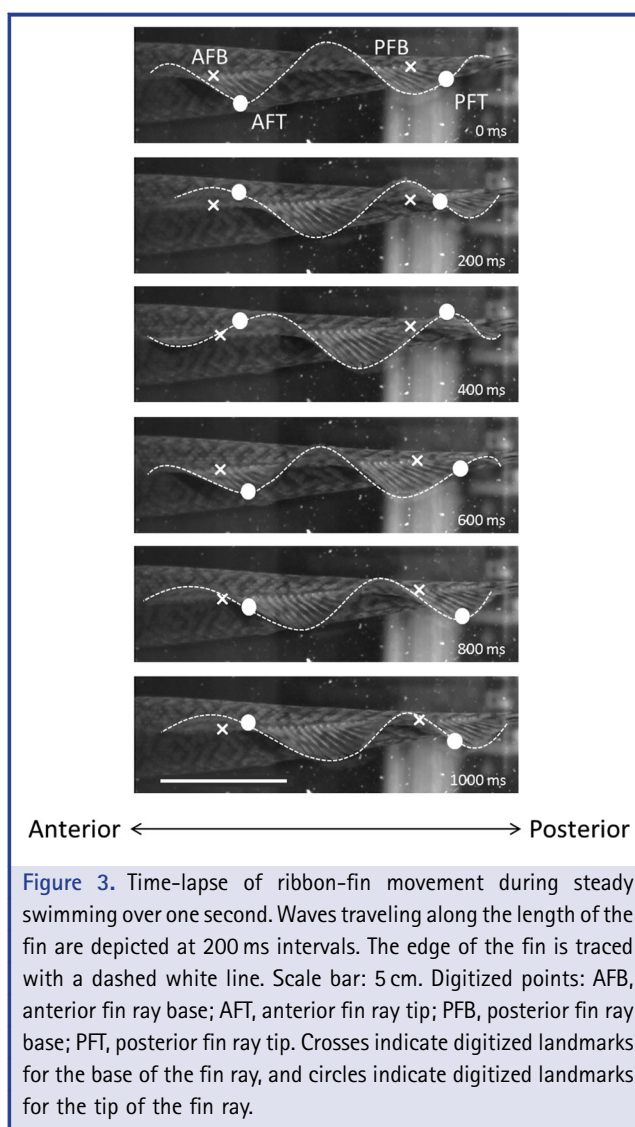 AFB
PFB
AFT
PFT
0 ms
200 ms
400 ms
600 ms
800 ms
1000 ms
Anterior Posterior
Figure 3. Time-lapse of ribbon-fin movement during steady
swimming over one second. Waves traveling along the length of the
fin are depicted at 200 ms intervals. The edge of the fin is traced
with a dashed white line. Scale bar: 5 cm. Digitized points: AFB,
anterior fin ray base; AFT, anterior fin ray tip; PFB, posterior fin ray
base; PFT, posterior fin ray tip. Crosses indicate digitized landmarks
for the base of the fin ray, and circles indicate digitized landmarks
for the tip of the fin ray.